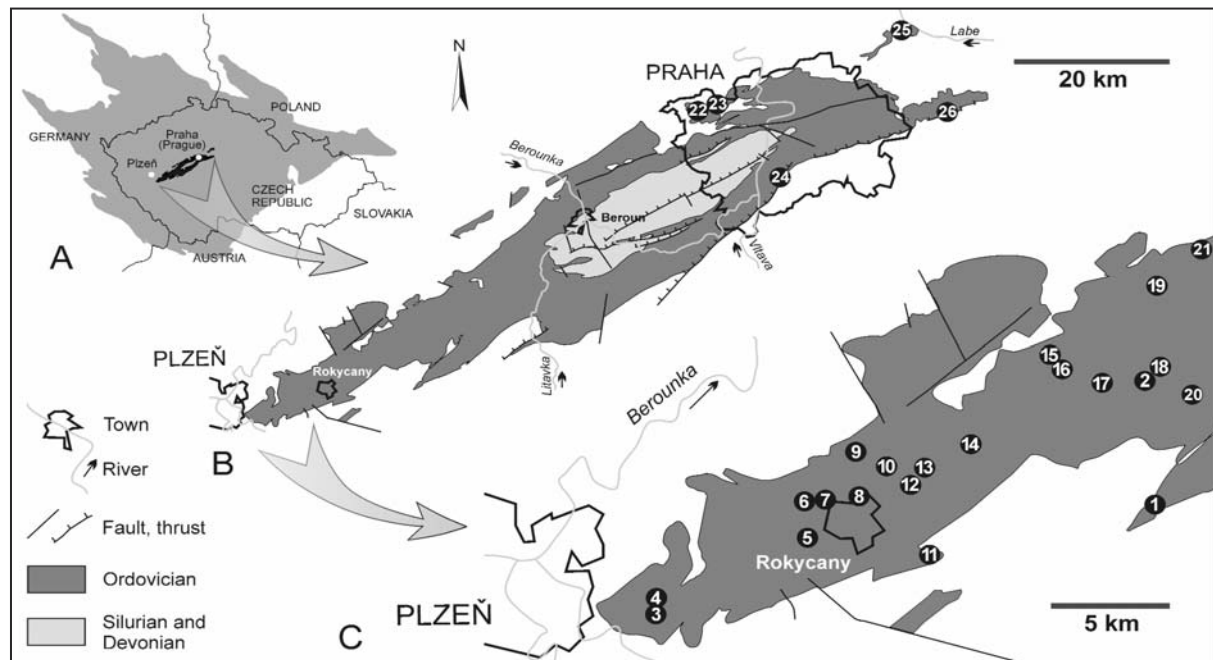 A
GERMANY
POLAND
Praha
(Prague)
Plzeň
CZECH
REPUBLIC
SLOVAKIA
AUSTRIA
N
PRAHA
25
Labe
20 km
22
23
26
24
Berounka
Beroun
Vltava
Litavka
PLZEŇ
Rokycany
B
Town
River
Fault, thrust
Ordovician
Silurian and
Devonian
C
Berounka
PLZEŇ
Rokycany
21
19
15
16
18
17
2
20
14
9
10
13
12
6
7
8
1
5
11
4
3
5 km